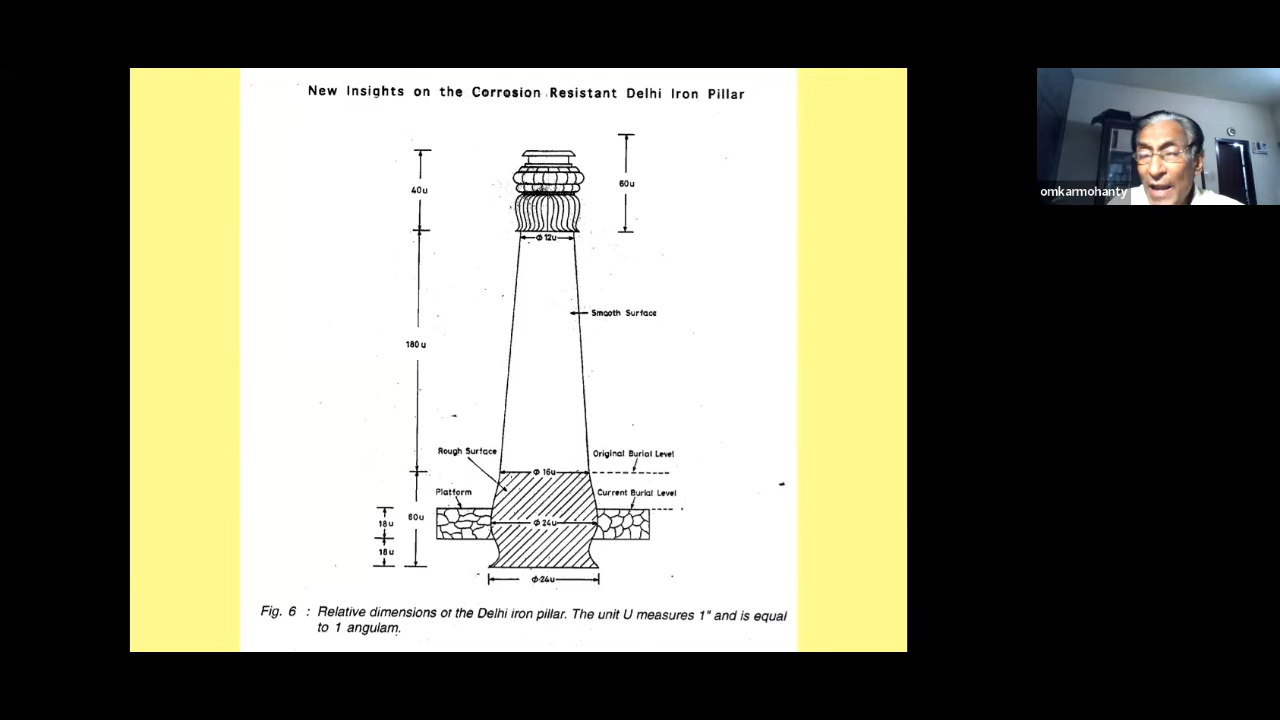 New Insights on the Corrosion Resistant Delhi Iron Pillar
40u
60u
Φ 12u
Smooth Surface
180u
Rough Surface
Original Burial Level
Φ 16u
Platform
Current Burial Level
18u
60u
Φ 24u
18u
Φ 24u
Fig. 6 : Relative dimensions of the Delhi iron pillar. The unit U measures 1" and is equal
to 1 angulam.
omkarmohanty